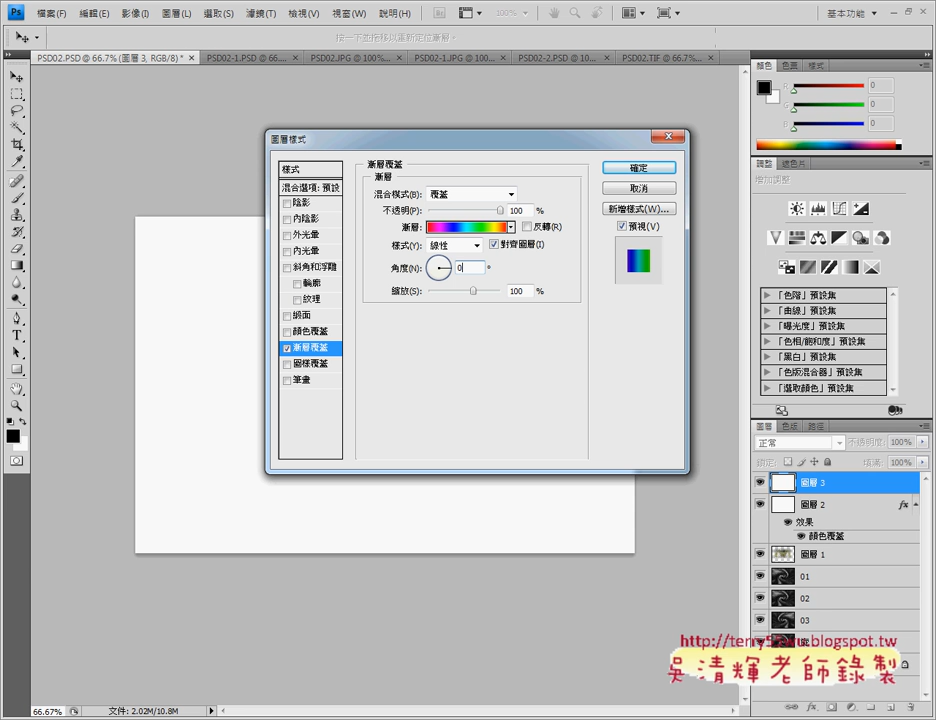 Ps 檔案(F) 編輯(E) 影像(I) 圖層(L) 選取(S) 濾鏡(T) 檢視(V) 視窗(W) 說明(H) 100% 基本功能
按一下並拖移以重新定位漸層。
PSD02.PSD @ 66.7% (圖層 3, RGB/8) * × PSD02-1.PSD @ 66.... × PSD02.JPG @ 100%... × PSD02-1.JPG @ 100.... × PSD02-2.PSD @ 10... × PSD02.TIF @ 66.7%... ×
顏色 色票 樣式
R 0
G 0
B 0
調整 遮色片
增加調整
「色階」預設集
「曲線」預設集
「曝光度」預設集
「色相/飽和度」預設集
「黑白」預設集
「色版混合器」預設集
「選取顏色」預設集
圖層樣式
樣式
混合選項: 預設
陰影
內陰影
外光暈
內光暈
斜角和浮雕
輪廓
紋理
緞面
顏色覆蓋
漸層覆蓋
圖樣覆蓋
筆畫
漸層覆蓋
漸層
混合模式(B): 覆蓋
不透明(P): 100 %
漸層: 反轉(R)
樣式(Y): 線性 對齊圖層(I)
角度(N): 0 °
縮放(S): 100 %
確定
取消
新增樣式(W)...
預視(V)
圖層 色版 路徑
正常 不透明度: 100%
鎖定: 填滿: 100%
圖層 3
圖層 2 fx
效果
顏色覆蓋
圖層 1
01
02
03
吳清輝老師錄製
66.67% 文件: 2.02M/10.8M